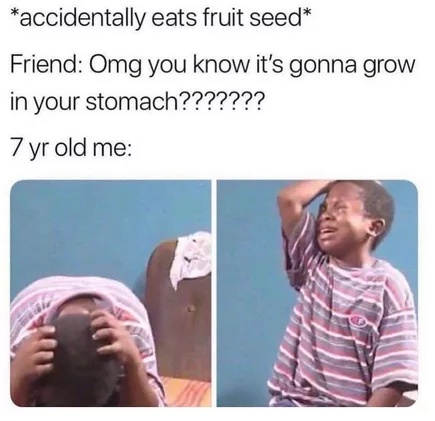 *accidentally eats fruit seed*
Friend: Omg you know it's gonna grow
in your stomach???????
7 yr old me: